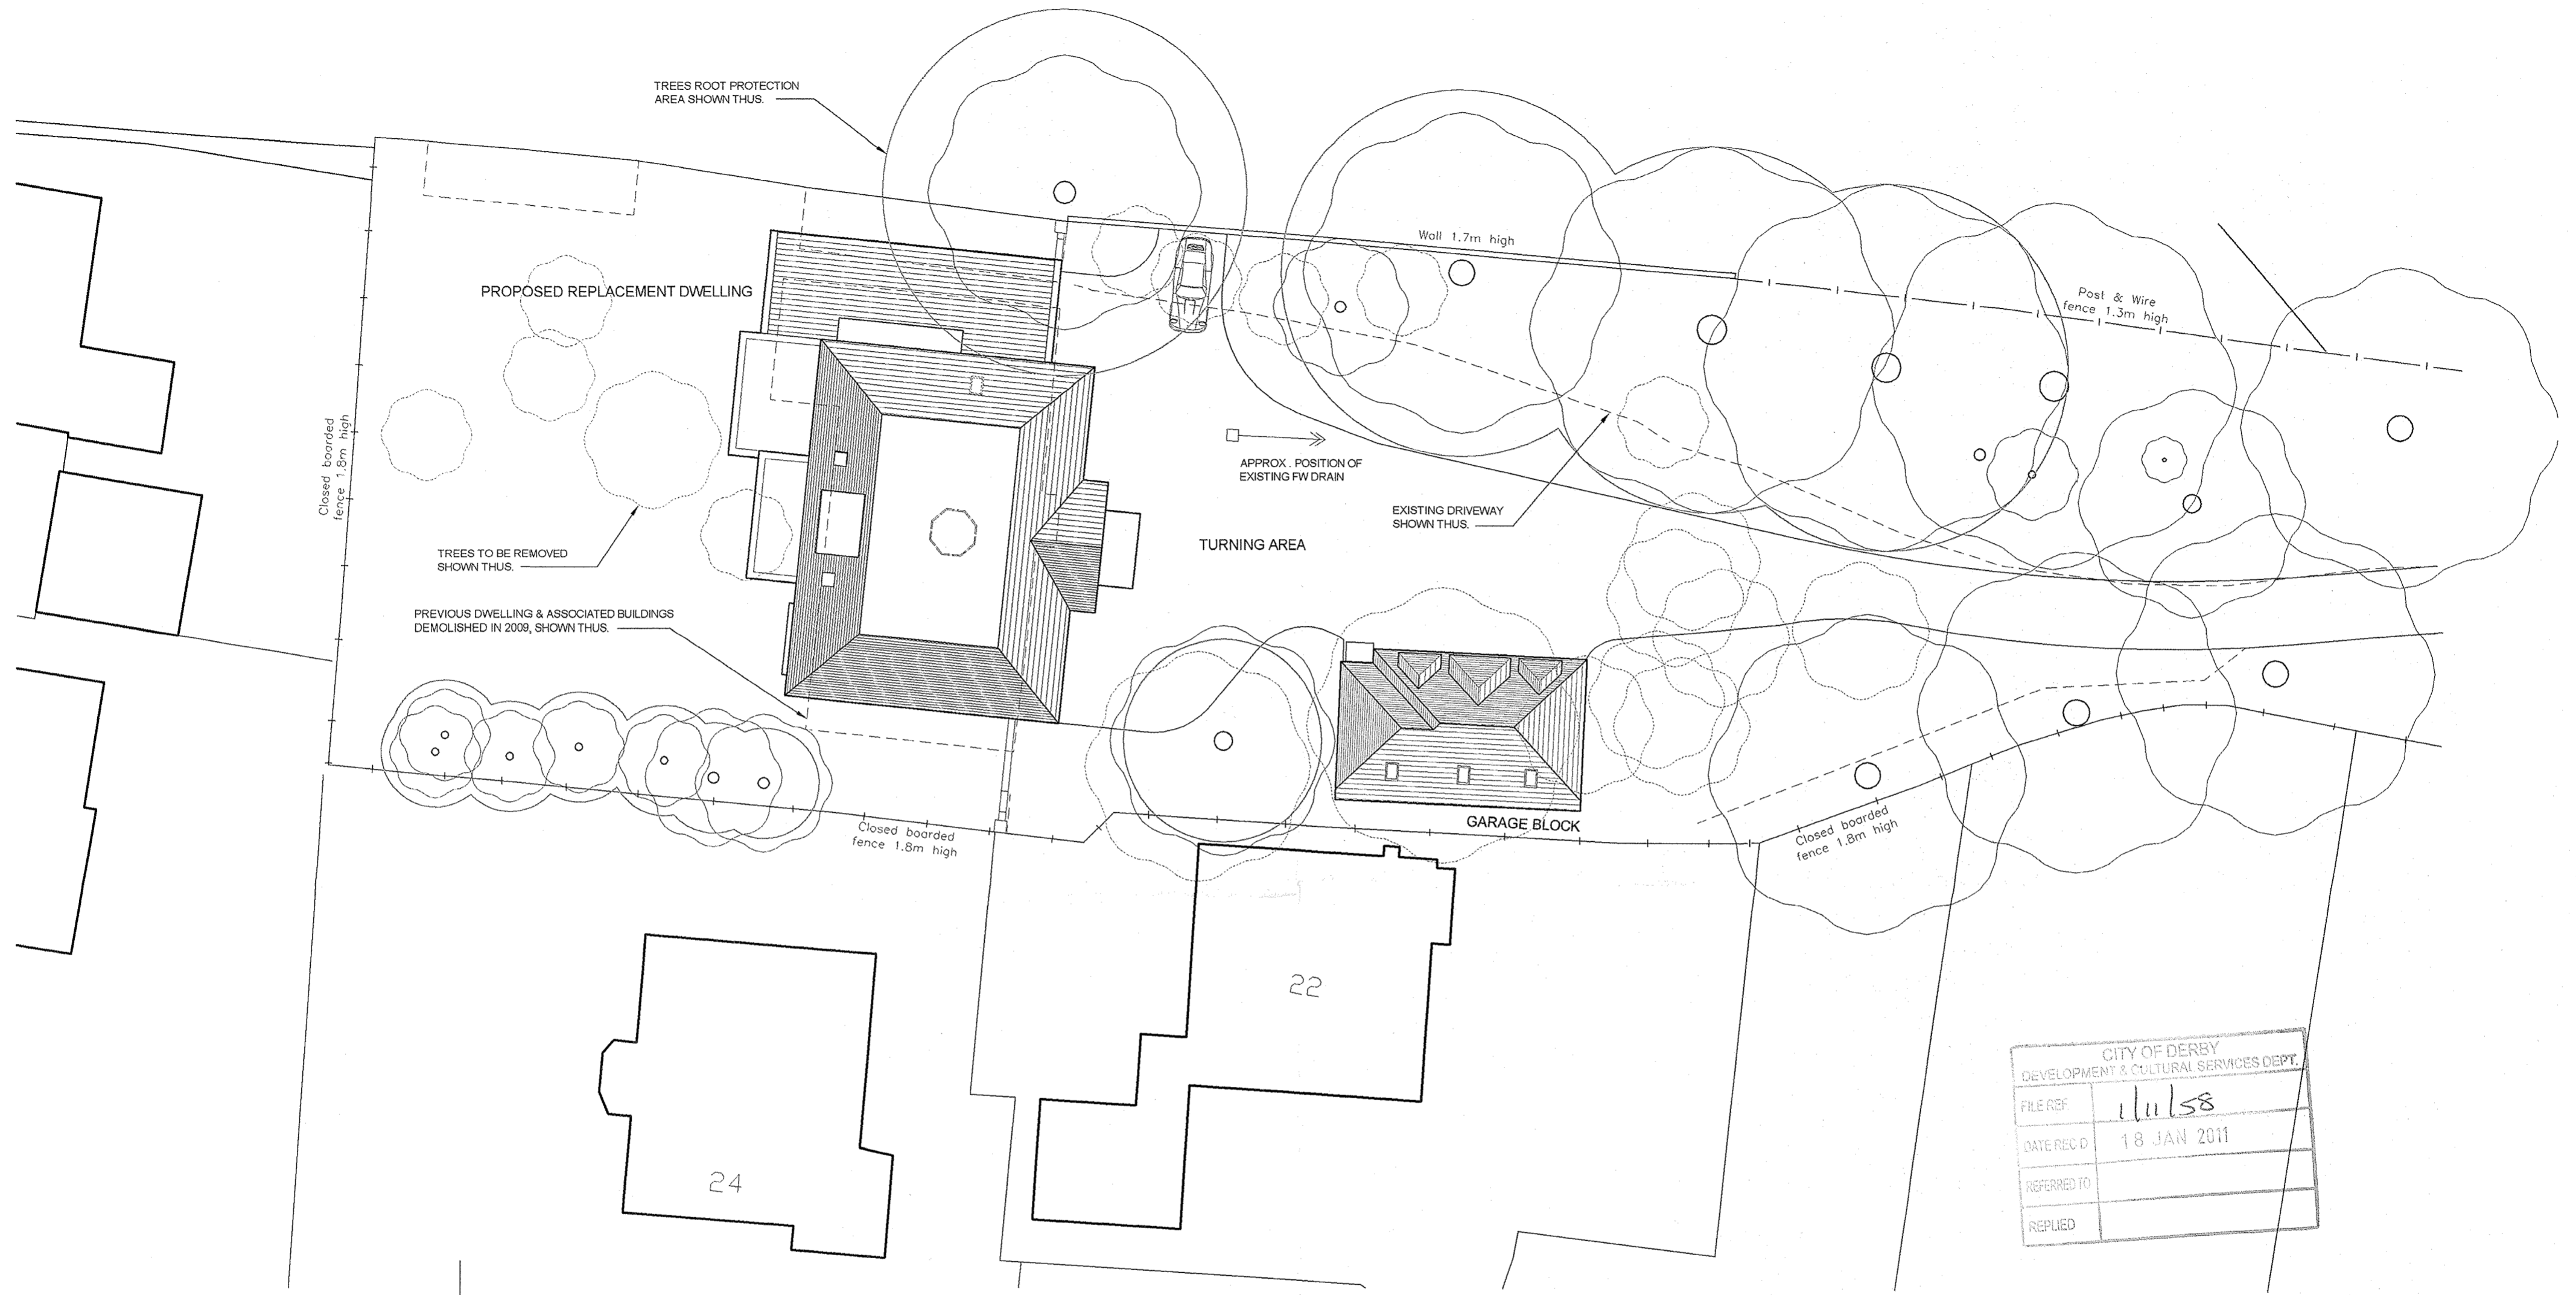 TREES ROOT PROTECTION
AREA SHOWN THUS.
Wall 1.7m high
PROPOSED REPLACEMENT DWELLING
Post & Wire
fence 1.3m high
Closed boarded
fence 1.8m high
APPROX . POSITION OF
EXISTING FW DRAIN
EXISTING DRIVEWAY
SHOWN THUS.
TURNING AREA
TREES TO BE REMOVED
SHOWN THUS.
PREVIOUS DWELLING & ASSOCIATED BUILDINGS
DEMOLISHED IN 2009, SHOWN THUS.
Closed boarded
fence 1.8m high
GARAGE BLOCK
Closed boarded
fence 1.8m high
22
24
CITY OF DERBY
DEVELOPMENT & CULTURAL SERVICES DEPT.
FILE REF 1/11/58
DATE REC'D 18 JAN 2011
REFERRED TO
REPLIED